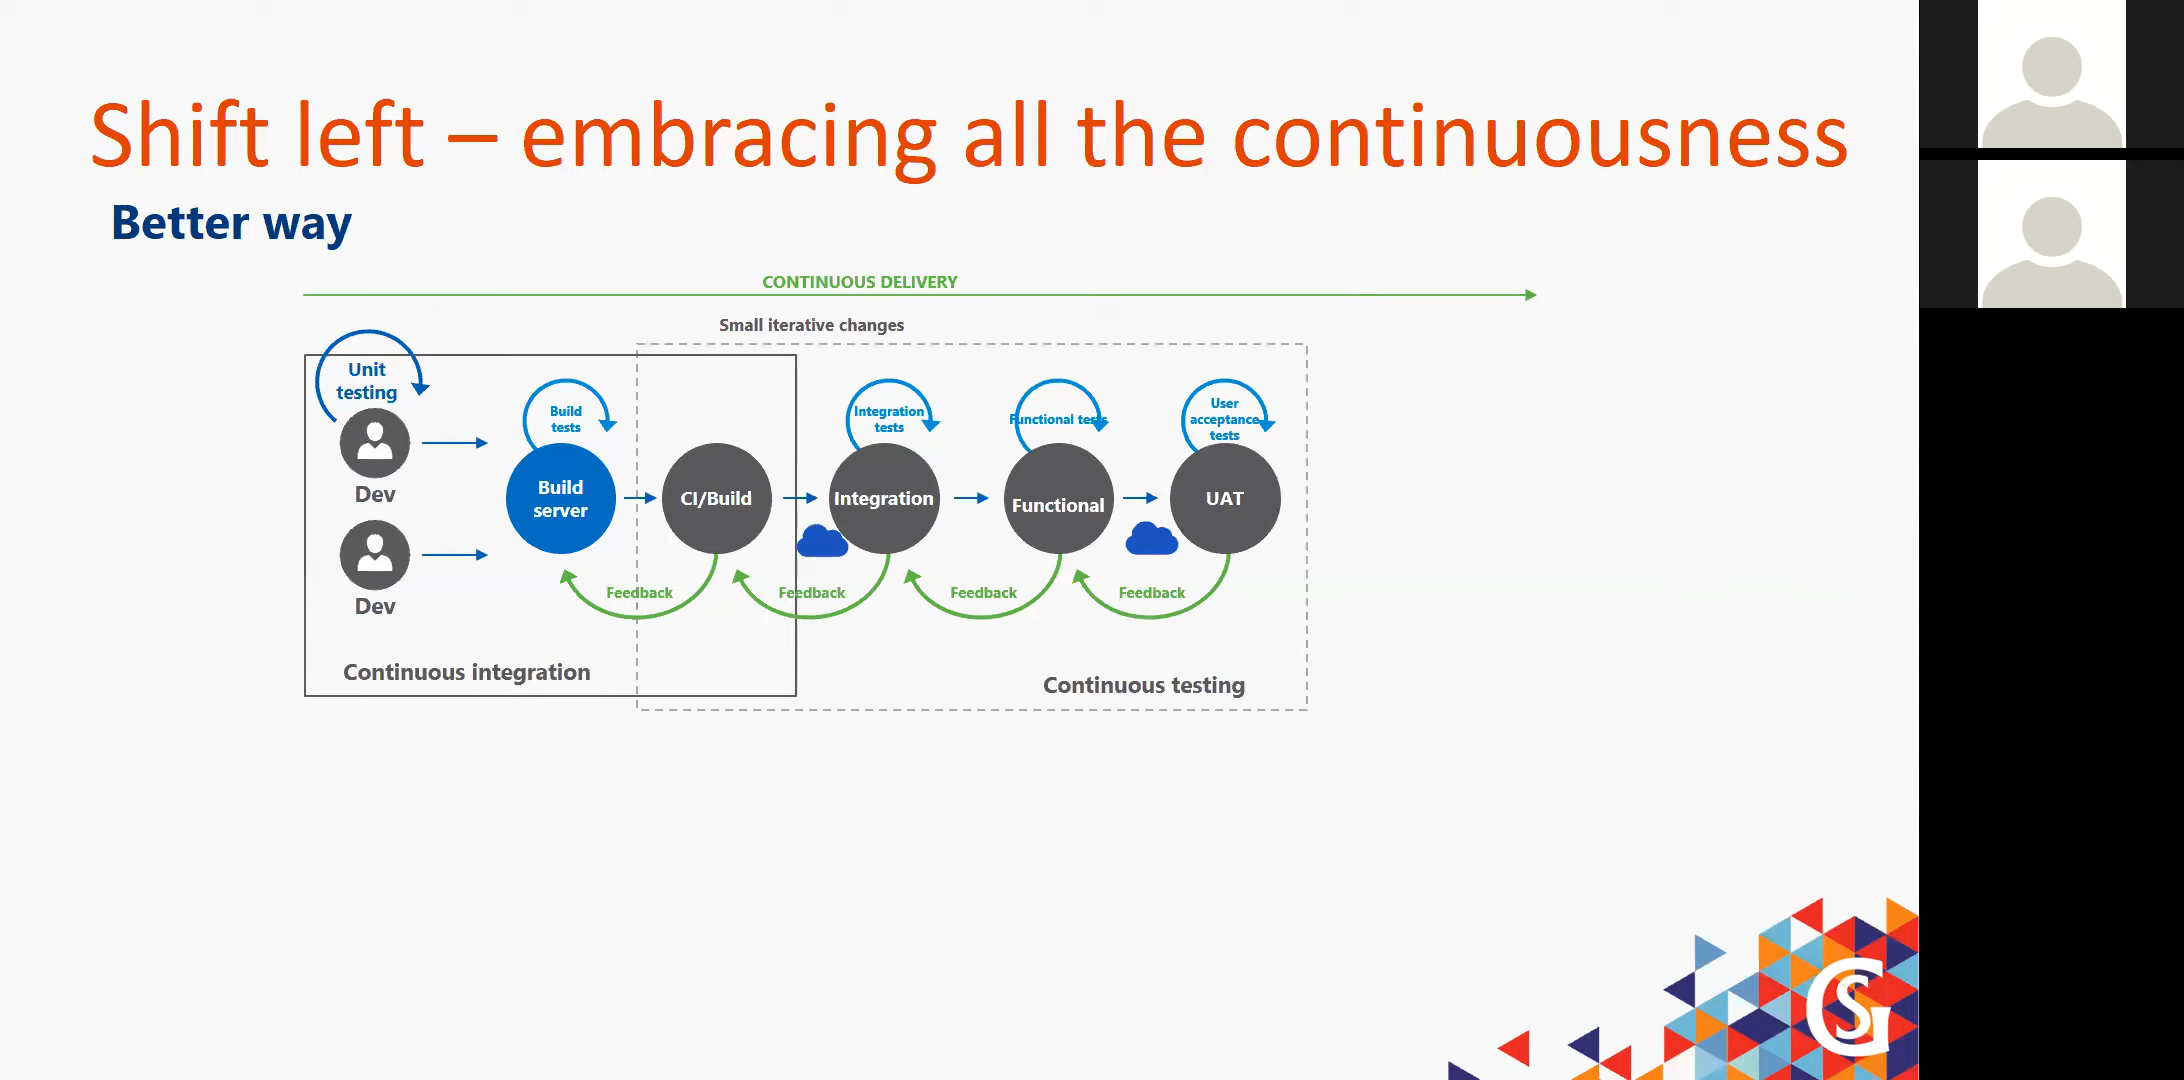 Shift left – embracing all the continuousness
Better way
CONTINUOUS DELIVERY
Small iterative changes
Unit
testing
Dev
Dev
Build
tests
Build
server
CI/Build
Integration
tests
Integration
Functional tests
Functional
User
acceptance
tests
UAT
Feedback
Feedback
Feedback
Feedback
Continuous integration
Continuous testing
GS